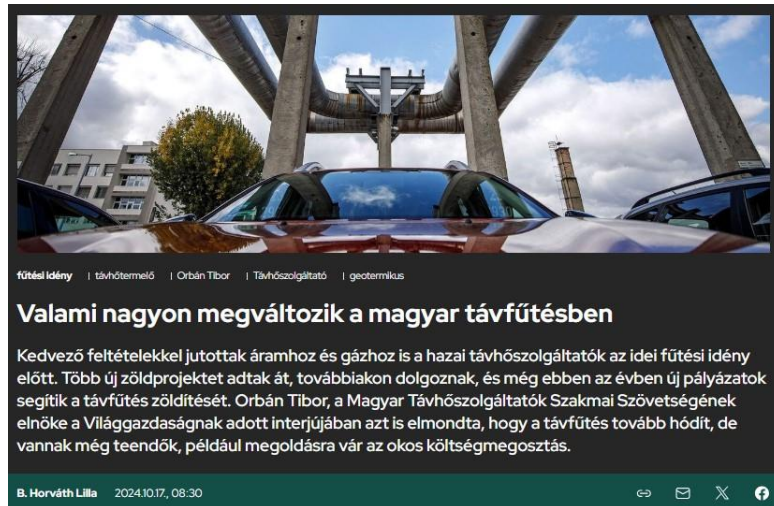 fűtési idény | távhőtermelő | Orbán Tibor | Távhőszolgáltató | geotermikus
Valami nagyon megváltozik a magyar távfűtésben
Kedvező feltételekkel jutottak áramhoz és gázhoz is a hazai távhőszolgáltatók az idei fűtési idény
előtt. Több új zöldprojektet adtak át, továbbiakon dolgoznak, és még ebben az évben új pályázatok
segítik a távfűtés zöldítését. Orbán Tibor, a Magyar Távhőszolgáltatók Szakmai Szövetségének
elnöke a Világgazdaságnak adott interjújában azt is elmondta, hogy a távfűtés tovább hódít, de
vannak még teendők, például megoldásra vár az okos költségmegosztás.
B. Horváth Lilla 2024.10.17., 08:30